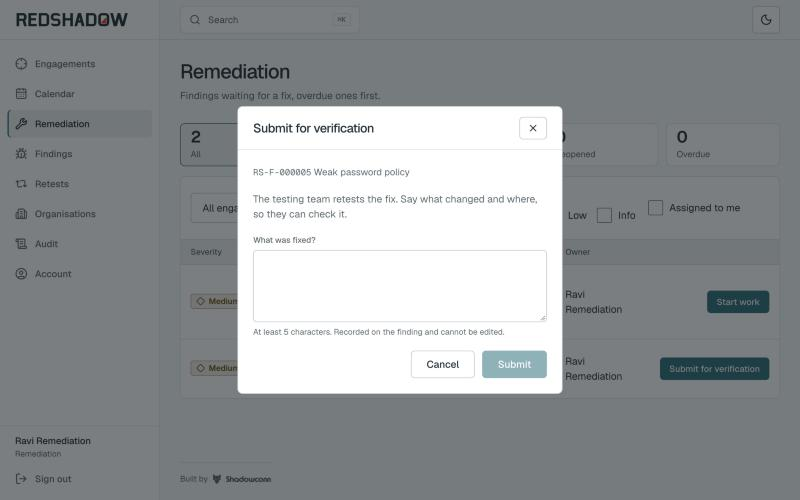 REDSHADOW
Search
⌘K
Engagements
Calendar
Remediation
Findings
Retests
Organisations
Audit
Account
Remediation
Findings waiting for a fix, overdue ones first.
2
All
eopened
0
Overdue
All enga
Low
Info
Assigned to me
Severity
Owner
Medium
Ravi
Remediation
Start work
Medium
Ravi
Remediation
Submit for verification
Submit for verification
RS-F-000005 Weak password policy
The testing team retests the fix. Say what changed and where,
so they can check it.
What was fixed?
At least 5 characters. Recorded on the finding and cannot be edited.
Cancel
Submit
Ravi Remediation
Remediation
Sign out
Built by Shadowconn